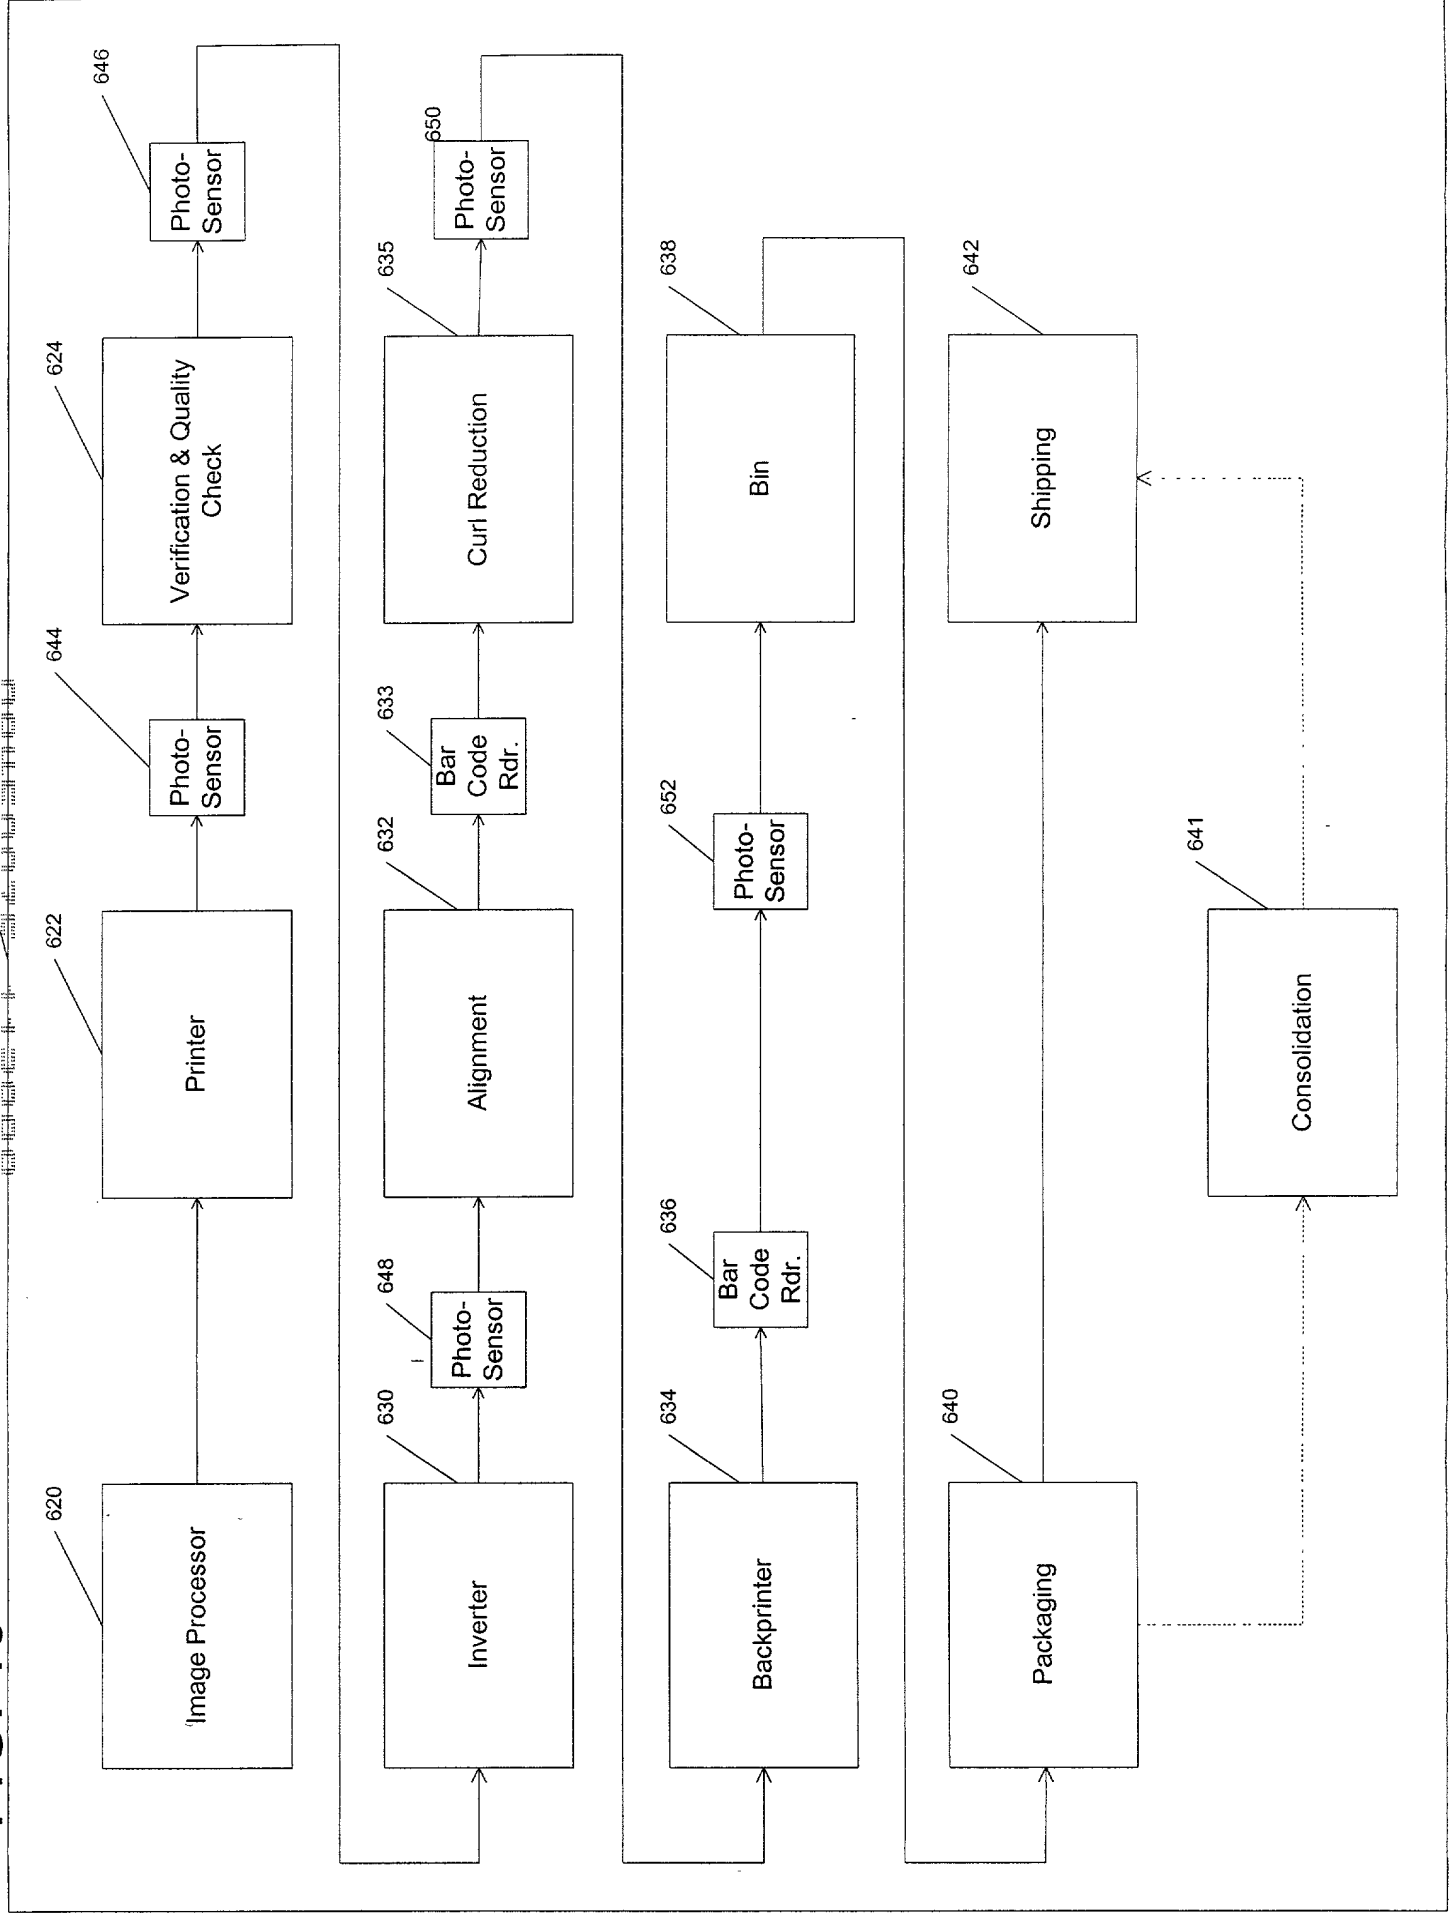 620
Image Processor
622
Printer
644
Photo-
Sensor
624
Verification & Quality
Check
646
Photo-
Sensor
630
Inverter
648
Photo-
Sensor
632
Alignment
633
Bar
Code
Rdr.
635
Curl Reduction
650
Photo-
Sensor
634
Backprinter
636
Bar
Code
Rdr.
652
Photo-
Sensor
638
Bin
640
Packaging
642
Shipping
641
Consolidation